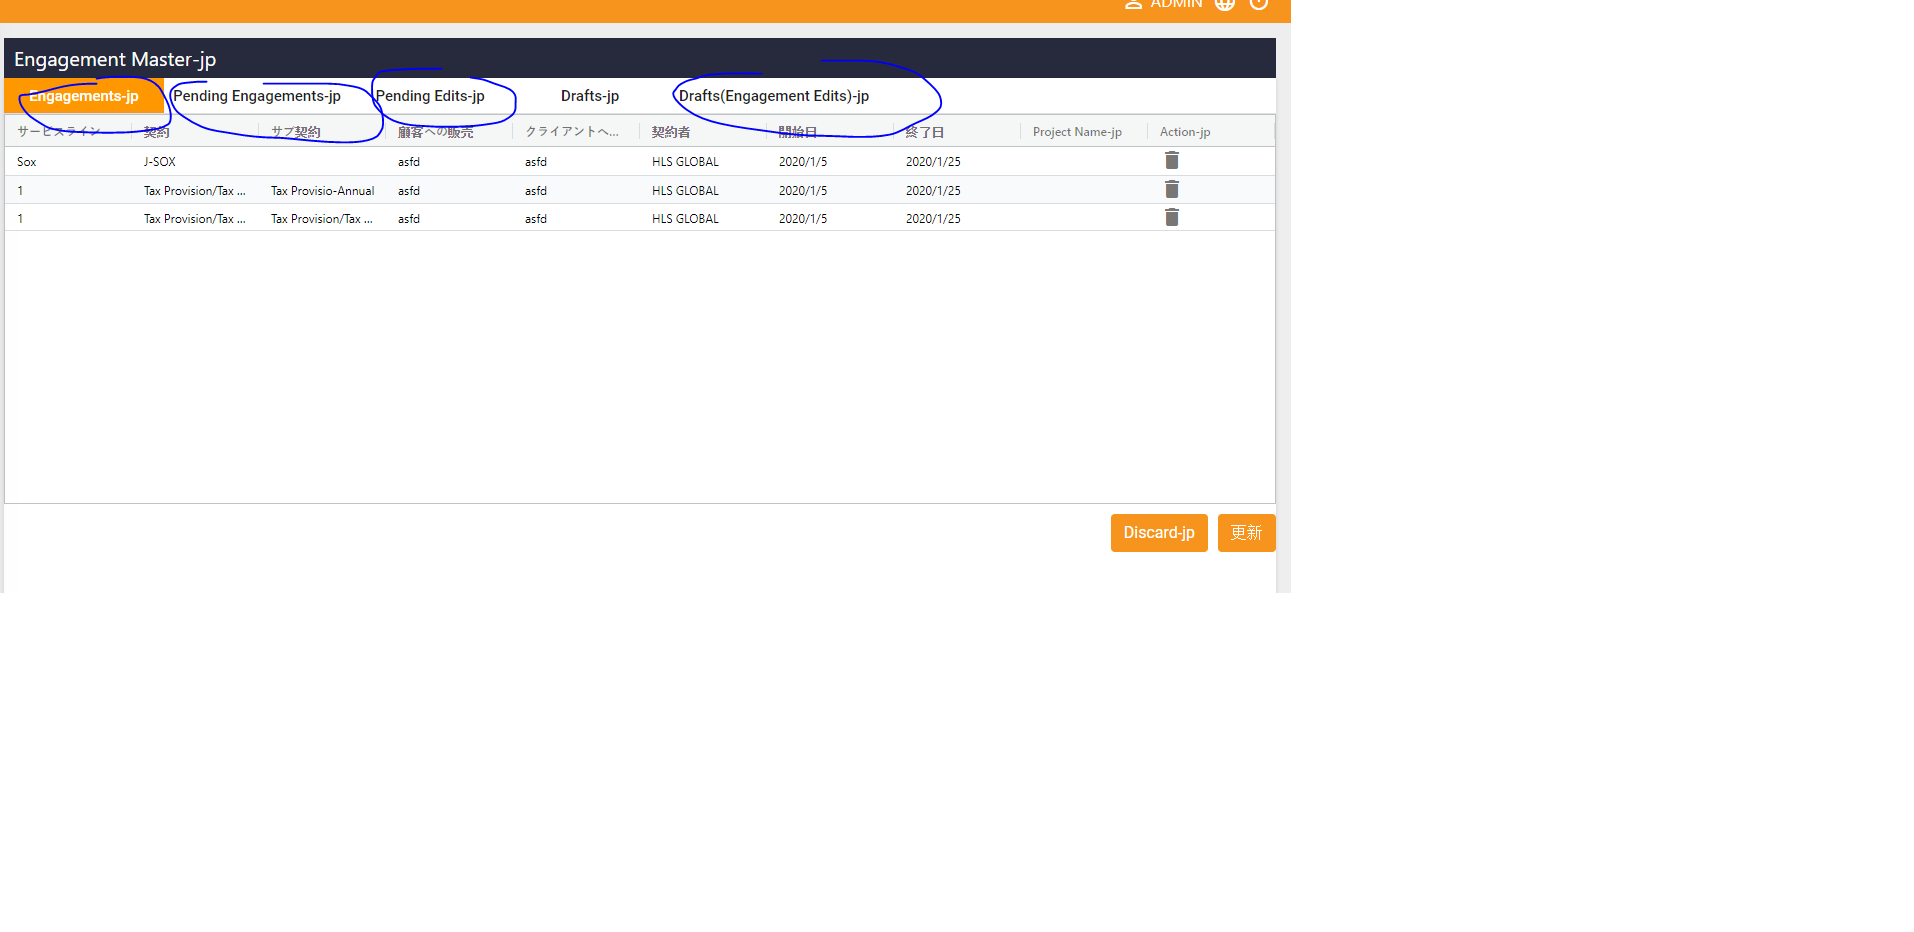 ADMIN
Engagement Master-jp
Engagements-jp Pending Engagements-jp Pending Edits-jp Drafts-jp Drafts(Engagement Edits)-jp
サービスライン 契約 サブ契約 顧客への販売 クライアントへ... 契約者 開始日 終了日 Project Name-jp Action-jp
Sox J-SOX asfd asfd HLS GLOBAL 2020/1/5 2020/1/25
1 Tax Provision/Tax ... Tax Provisio-Annual asfd asfd HLS GLOBAL 2020/1/5 2020/1/25
1 Tax Provision/Tax ... Tax Provision/Tax ... asfd asfd HLS GLOBAL 2020/1/5 2020/1/25
Discard-jp 更新